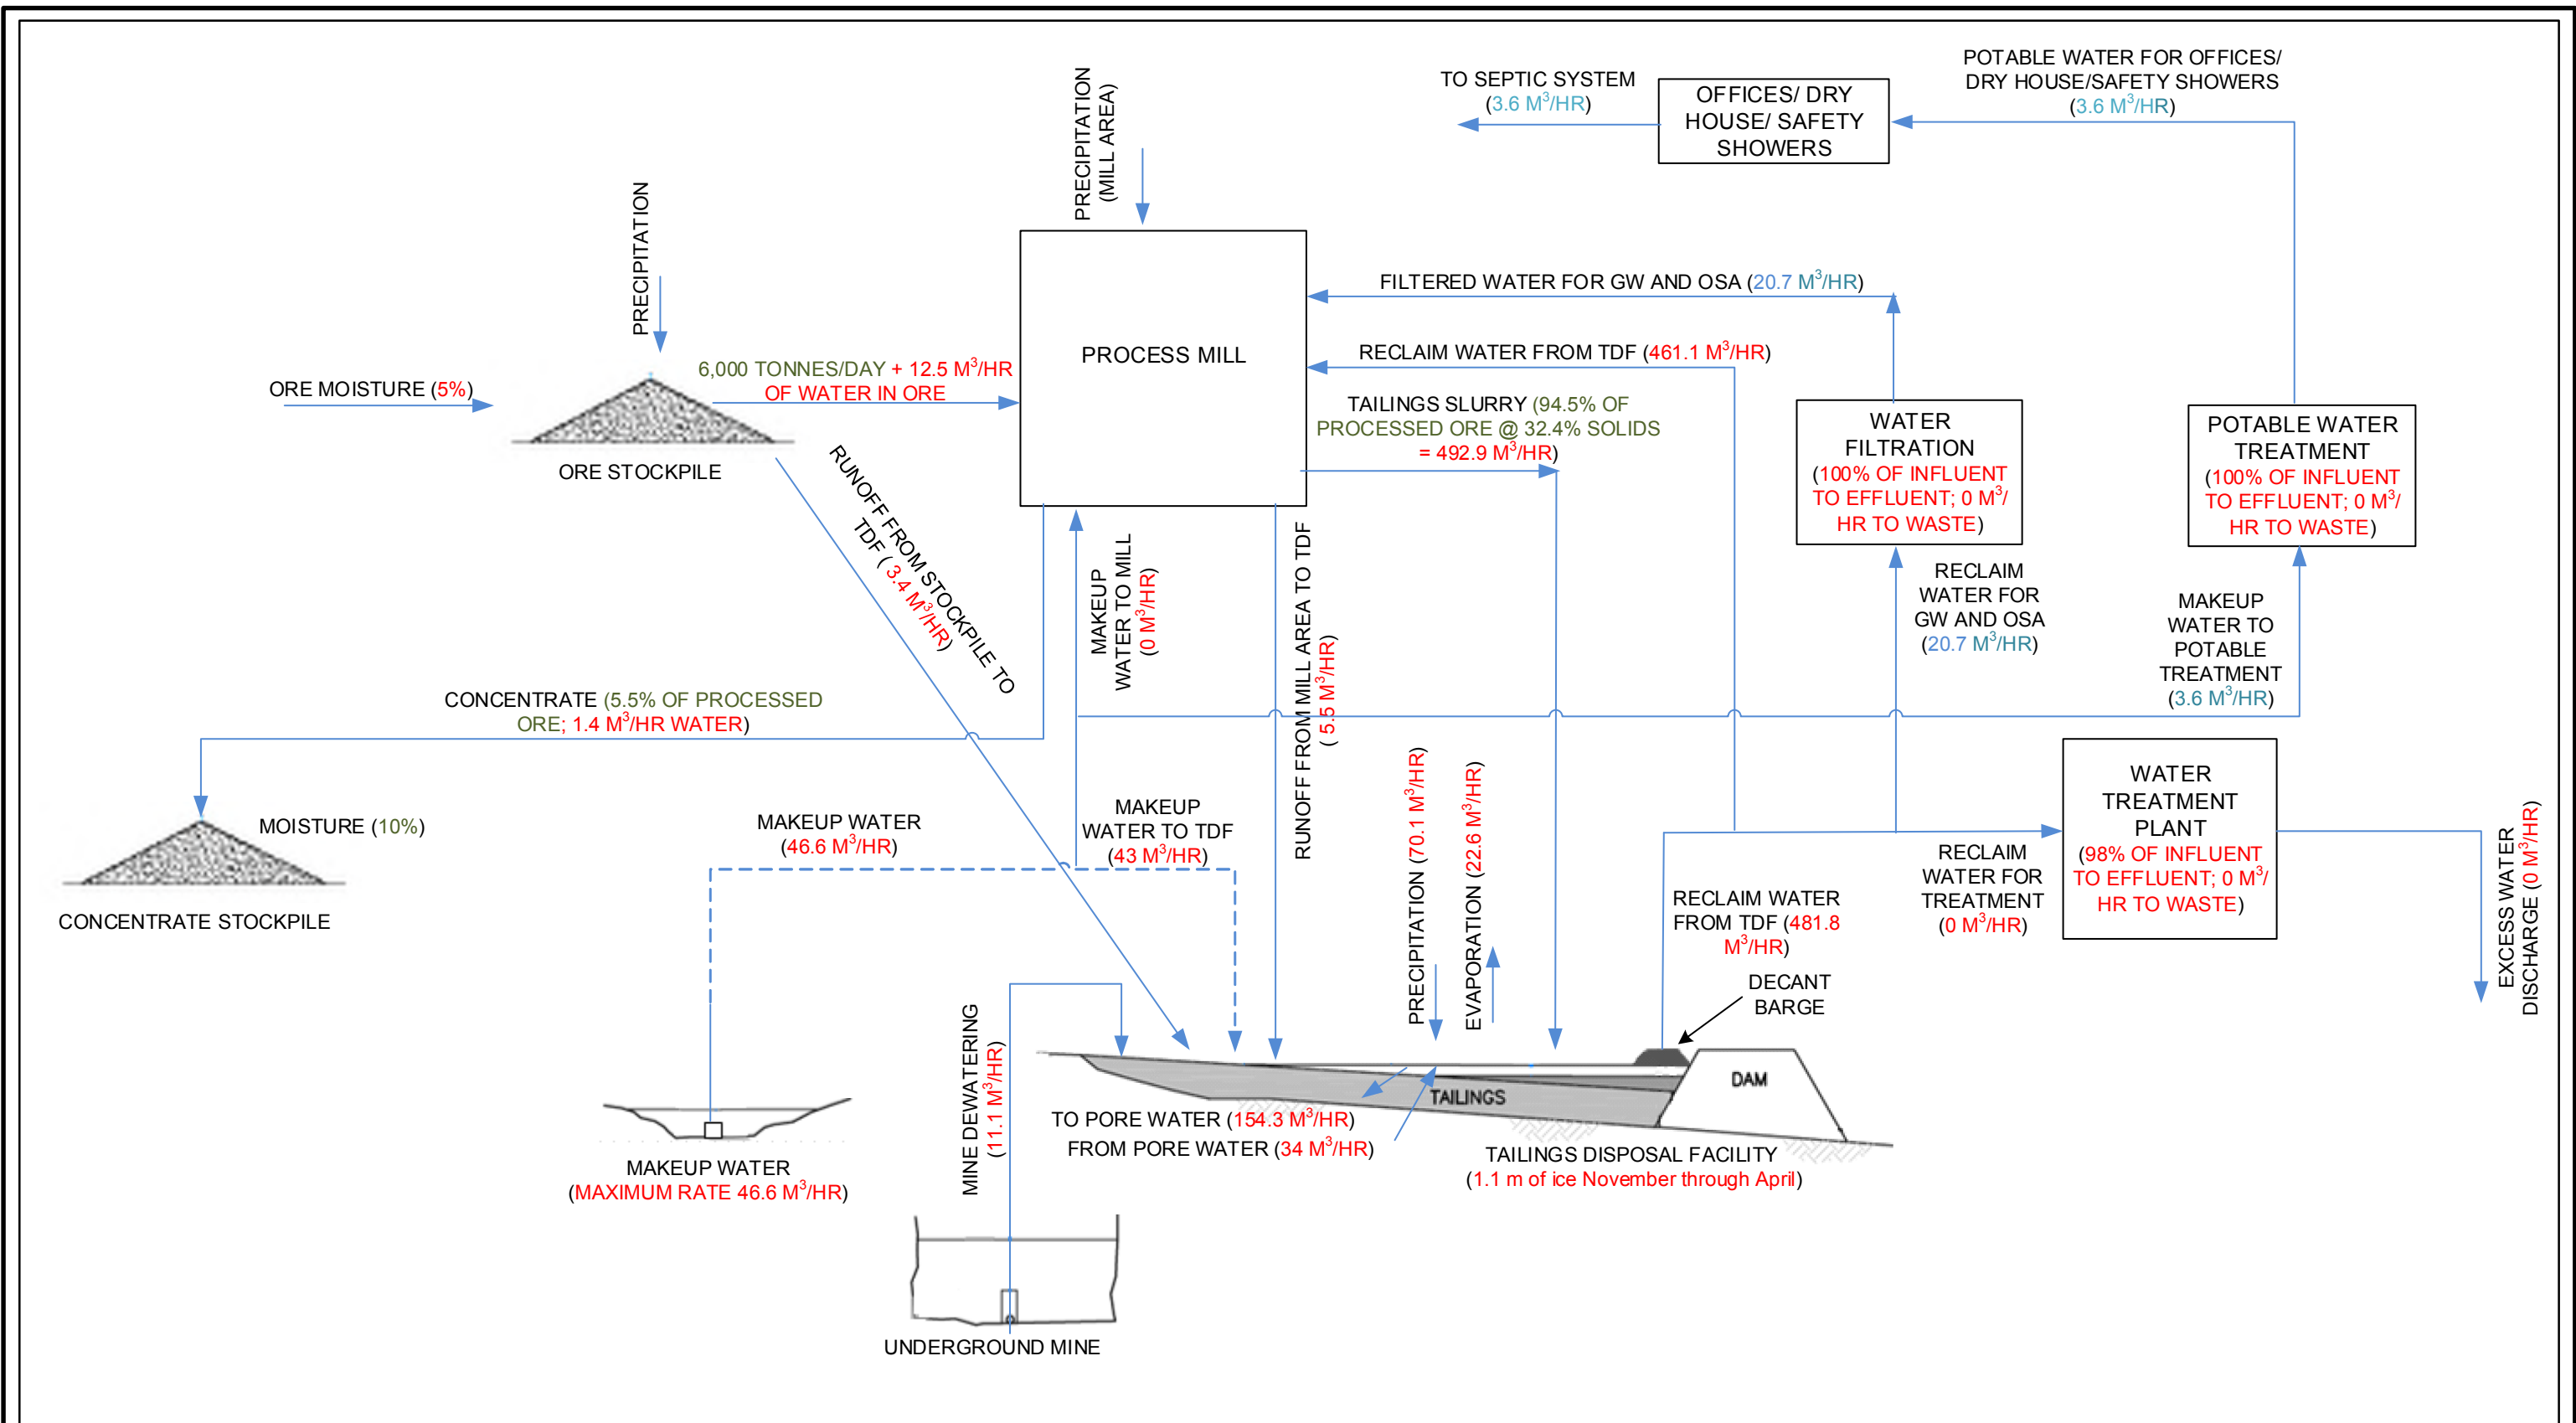 TO SEPTIC SYSTEM
(3.6 M³/HR)
OFFICES/ DRY
HOUSE/ SAFETY
SHOWERS
POTABLE WATER FOR OFFICES/
DRY HOUSE/SAFETY SHOWERS
(3.6 M³/HR)
PRECIPITATION
(MILL AREA)
PRECIPITATION
ORE MOISTURE (5%)
6,000 TONNES/DAY + 12.5 M³/HR
OF WATER IN ORE
ORE STOCKPILE
PROCESS MILL
FILTERED WATER FOR GW AND OSA (20.7 M³/HR)
RECLAIM WATER FROM TDF (461.1 M³/HR)
TAILINGS SLURRY (94.5% OF
PROCESSED ORE @ 32.4% SOLIDS
= 492.9 M³/HR)
WATER
FILTRATION
(100% OF INFLUENT
TO EFFLUENT; 0 M³/
HR TO WASTE)
POTABLE WATER
TREATMENT
(100% OF INFLUENT
TO EFFLUENT; 0 M³/
HR TO WASTE)
RUNOFF FROM STOCKPILE TO
TDF ( 3.4 M³/HR)
MAKEUP
WATER TO MILL
(0 M³/HR)
RUNOFF FROM MILL AREA TO TDF
( 5.5 M³/HR)
RECLAIM
WATER FOR
GW AND OSA
(20.7 M³/HR)
MAKEUP
WATER TO
POTABLE
TREATMENT
(3.6 M³/HR)
CONCENTRATE (5.5% OF PROCESSED
ORE; 1.4 M³/HR WATER)
MOISTURE (10%)
CONCENTRATE STOCKPILE
MAKEUP WATER
(46.6 M³/HR)
MAKEUP
WATER TO TDF
(43 M³/HR)
PRECIPITATION (70.1 M³/HR)
EVAPORATION (22.6 M³/HR)
WATER
TREATMENT
PLANT
(98% OF INFLUENT
TO EFFLUENT; 0 M³/
HR TO WASTE)
RECLAIM
WATER FOR
TREATMENT
(0 M³/HR)
RECLAIM WATER
FROM TDF (481.8
M³/HR)
EXCESS WATER
DISCHARGE (0 M³/HR)
DECANT
BARGE
MINE DEWATERING
(11.1 M³/HR)
DAM
TAILINGS
TO PORE WATER (154.3 M³/HR)
FROM PORE WATER (34 M³/HR)
TAILINGS DISPOSAL FACILITY
(1.1 m of ice November through April)
MAKEUP WATER
(MAXIMUM RATE 46.6 M³/HR)
UNDERGROUND MINE